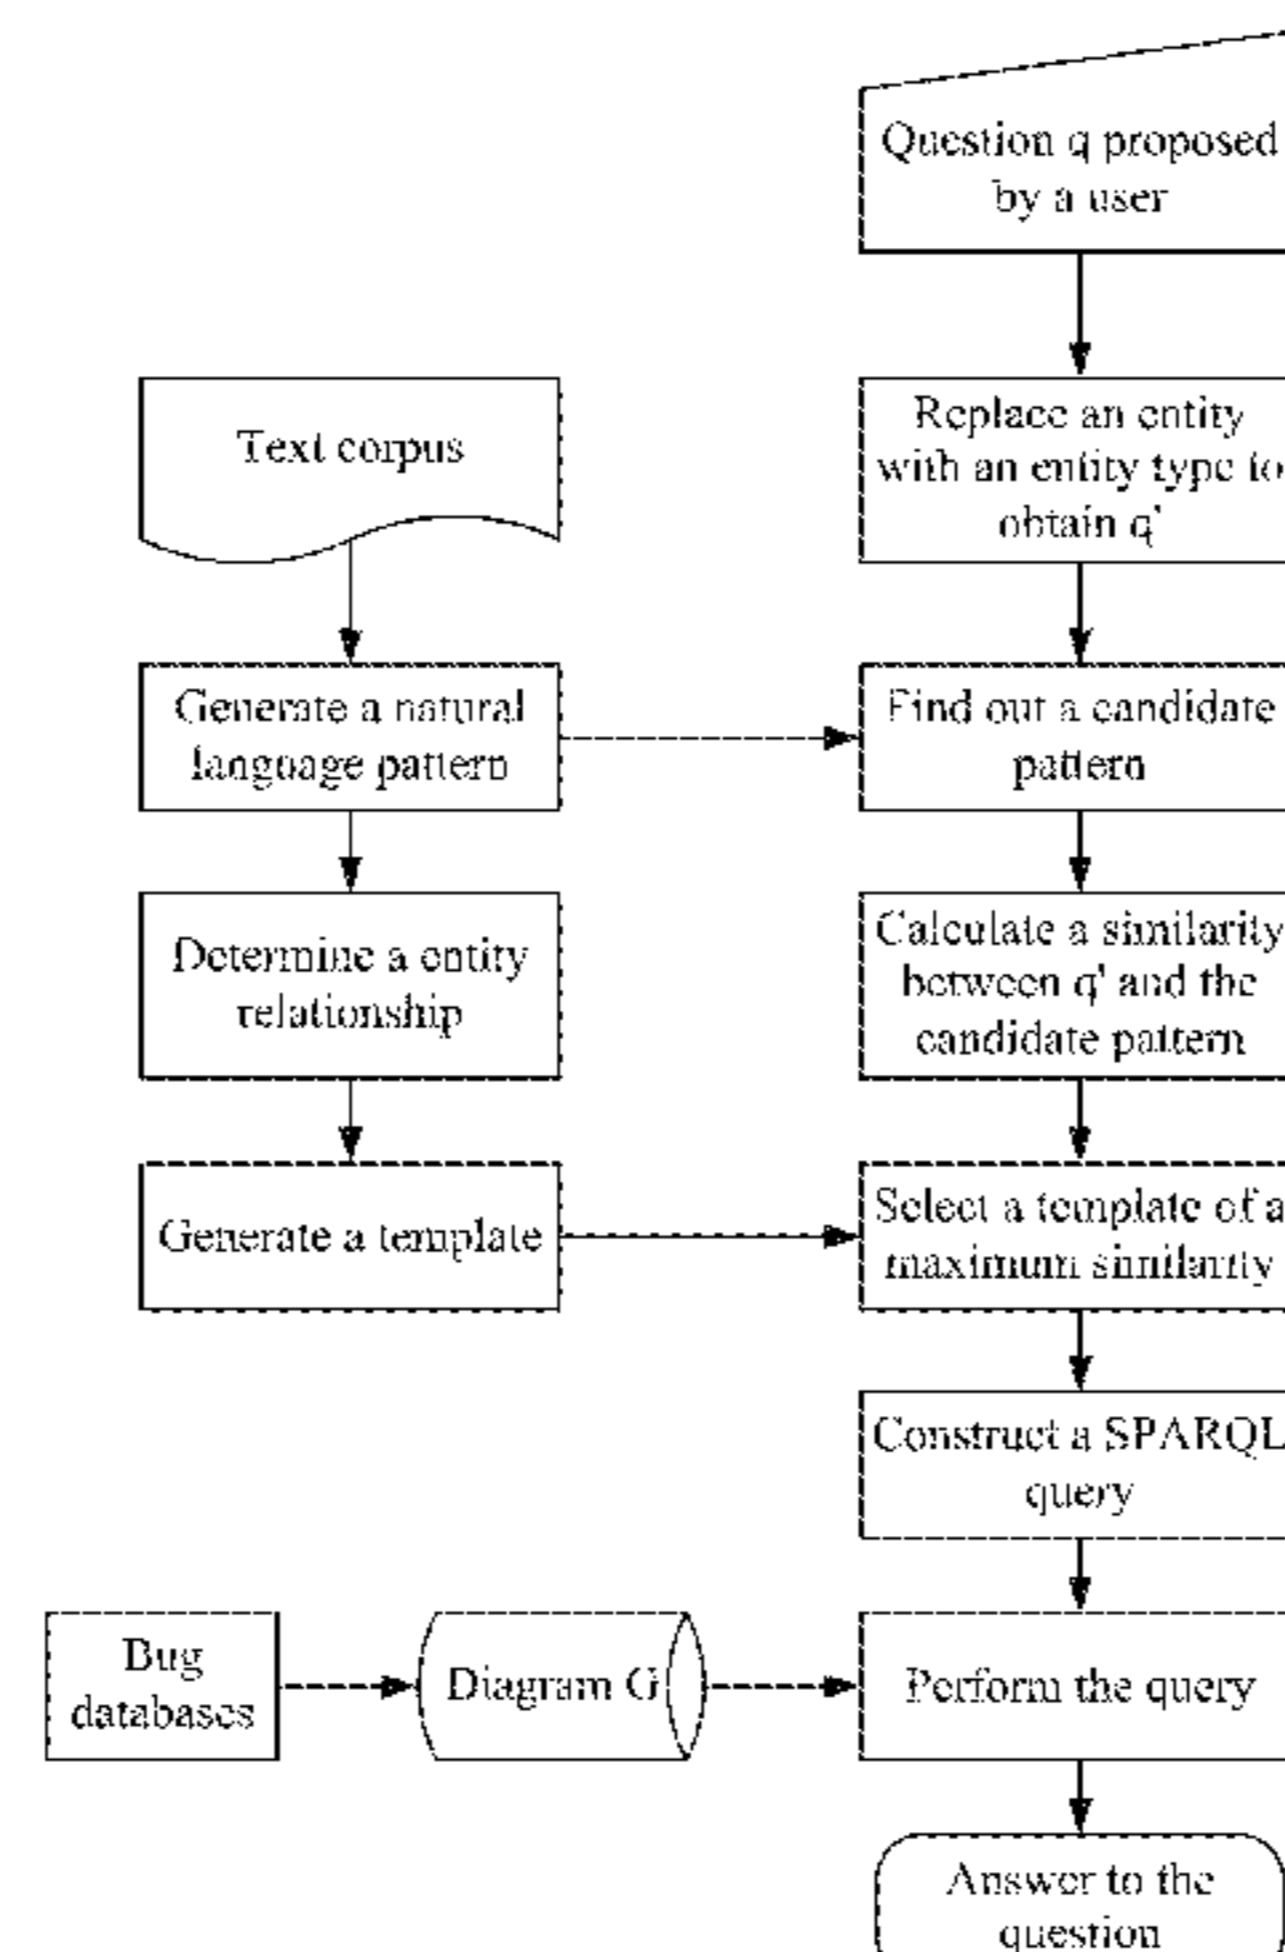 Question q proposed
by a user
Text corpus
Replace an entity
with an entity type to
obtain q'
Generate a natural
language pattern
Find out a candidate
pattern
Determine a entity
relationship
Calculate a similarity
between q' and the
candidate pattern
Generate a template
Select a template of a
maximum similarity
Construct a SPARQL
query
Bug
databases
Diagram G
Perform the query
Answer to the
question